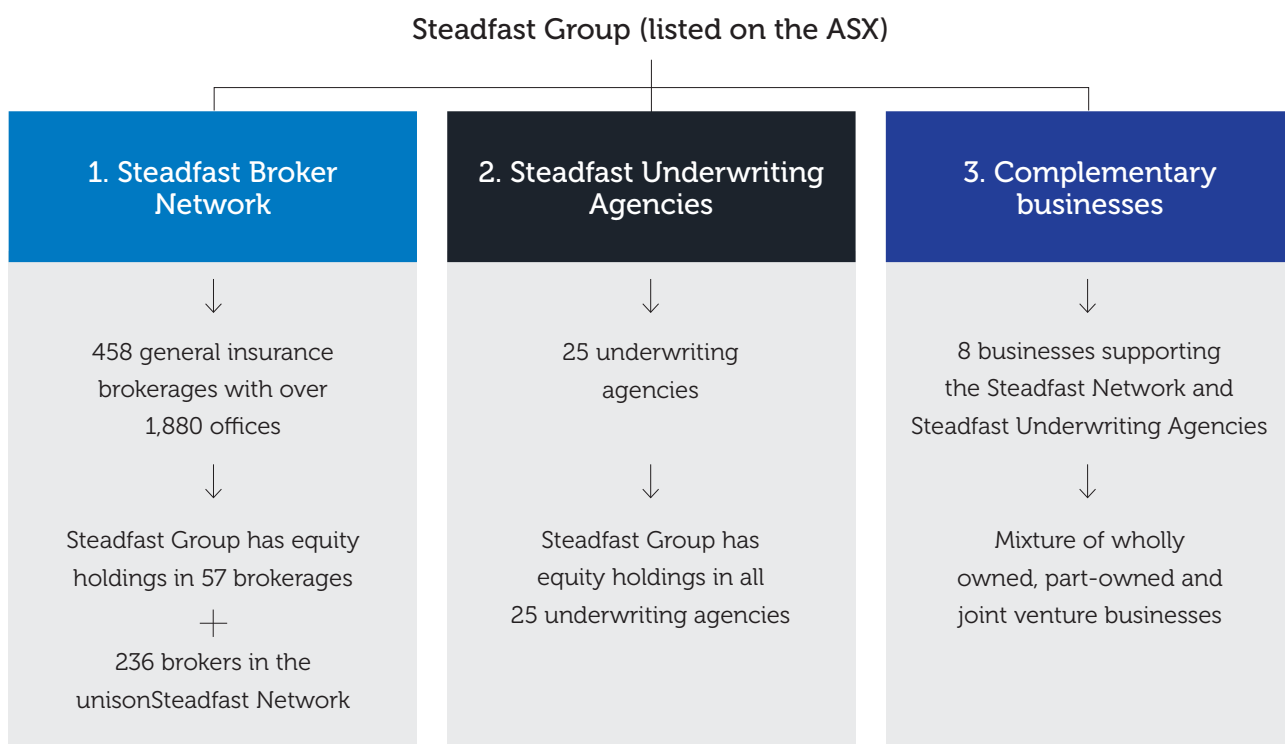 Steadfast Group (listed on the ASX)
1. Steadfast Broker
Network
458 general insurance
brokerages with over
1,880 offices
Steadfast Group has equity
holdings in 57 brokerages
+
236 brokers in the
unisonSteadfast Network
2. Steadfast Underwriting
Agencies
25 underwriting
agencies
Steadfast Group has
equity holdings in all
25 underwriting agencies
3. Complementary
businesses
8 businesses supporting
the Steadfast Network and
Steadfast Underwriting Agencies
Mixture of wholly
owned, part-owned and
joint venture businesses